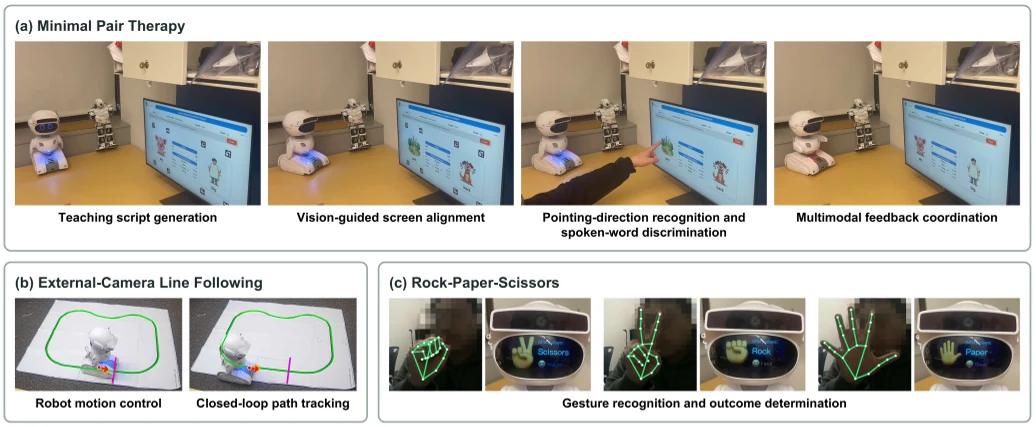 (a) Minimal Pair Therapy
Teaching script generation
Vision-guided screen alignment
Pointing-direction recognition and
spoken-word discrimination
Multimodal feedback coordination
(b) External-Camera Line Following
Robot motion control
Closed-loop path tracking
(c) Rock-Paper-Scissors
Scissors
Rock
Paper
Gesture recognition and outcome determination